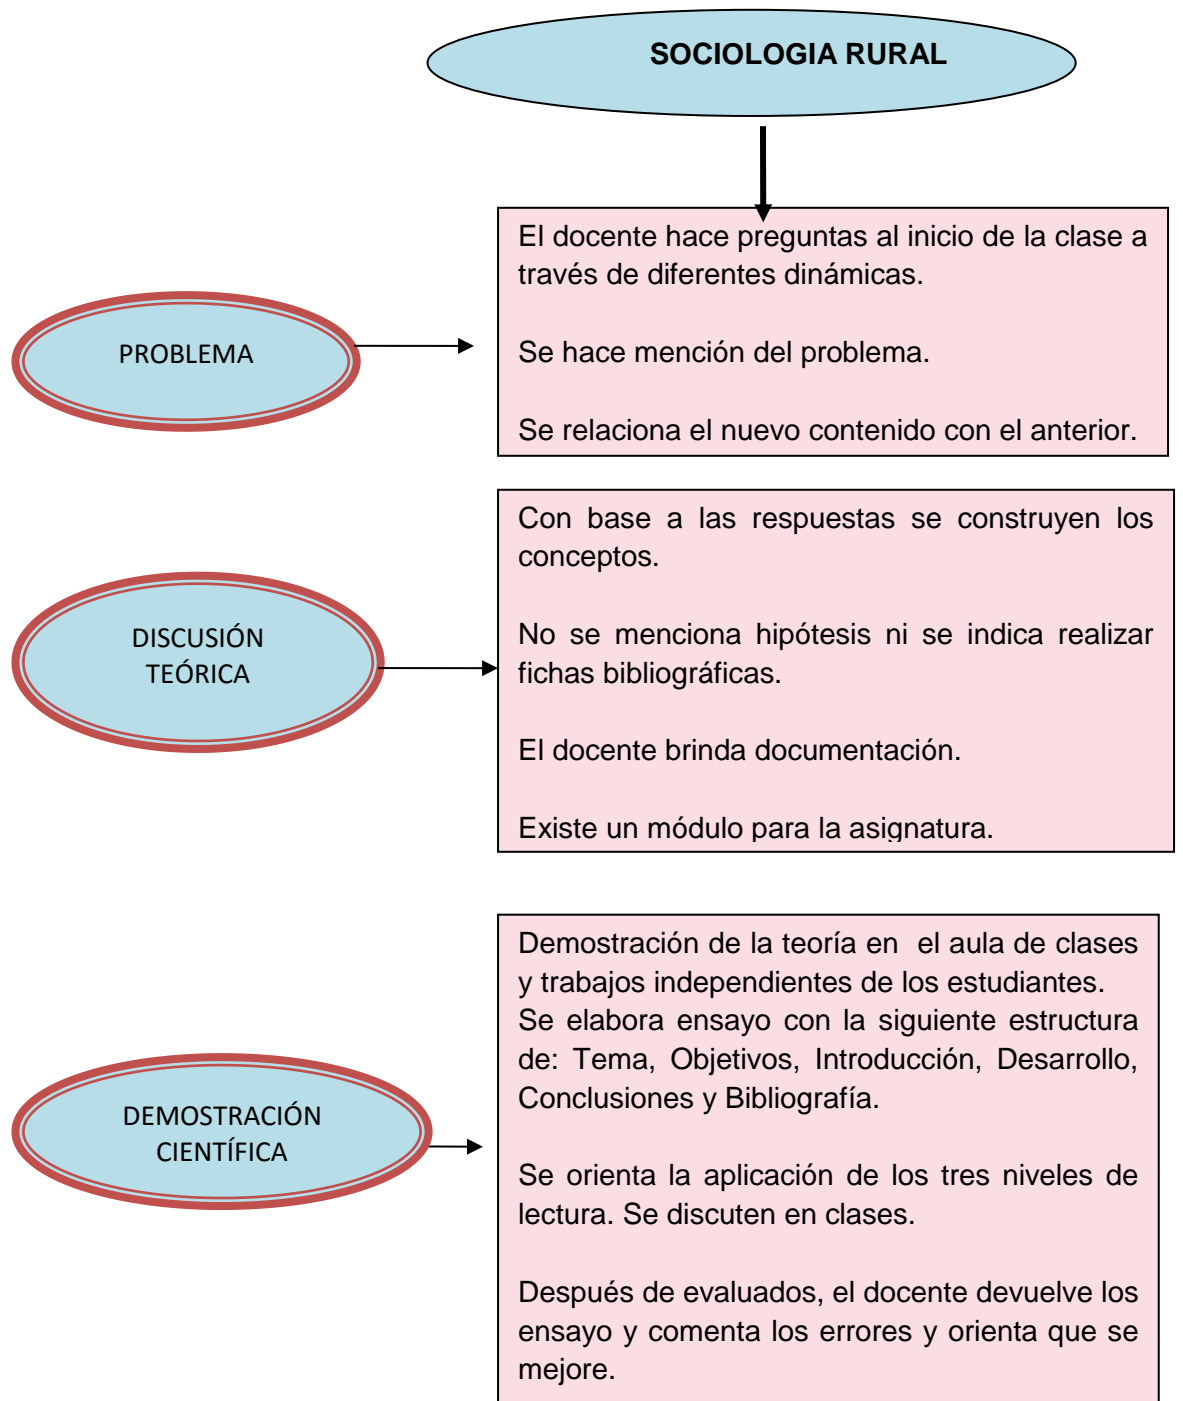 SOCIOLOGIA RURAL
El docente hace preguntas al inicio de la clase a
través de diferentes dinámicas.
Se hace mención del problema.
Se relaciona el nuevo contenido con el anterior.
PROBLEMA
Con base a las respuestas se construyen los
conceptos.
No se menciona hipótesis ni se indica realizar
fichas bibliográficas.
El docente brinda documentación.
Existe un módulo para la asignatura.
DISCUSIÓN
TEÓRICA
Demostración de la teoría en el aula de clases
y trabajos independientes de los estudiantes.
Se elabora ensayo con la siguiente estructura
de: Tema, Objetivos, Introducción, Desarrollo,
Conclusiones y Bibliografía.
Se orienta la aplicación de los tres niveles de
lectura. Se discuten en clases.
Después de evaluados, el docente devuelve los
ensayo y comenta los errores y orienta que se
mejore.
DEMOSTRACIÓN
CIENTÍFICA